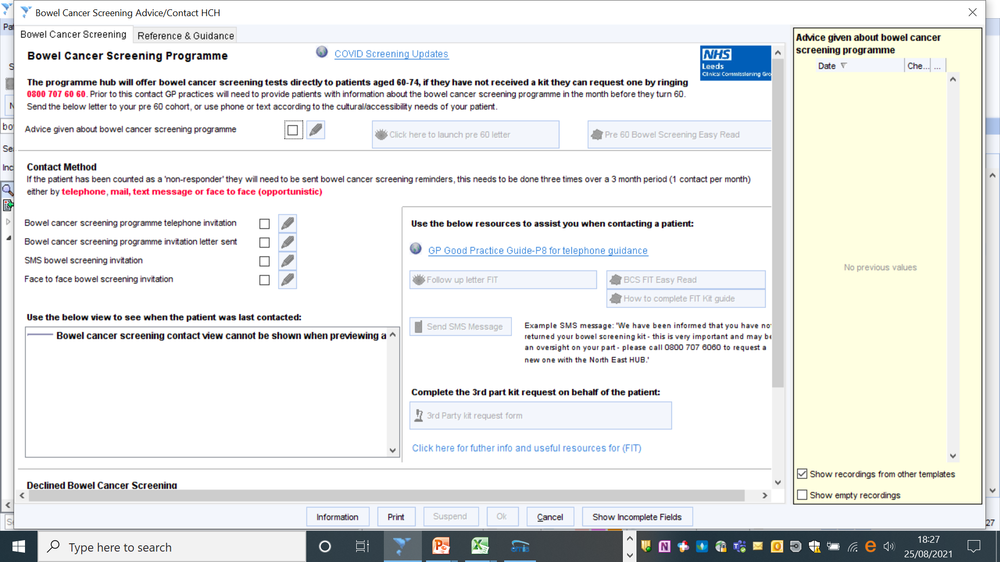 Bowel Cancer Screening Advice/Contact HCH
Bowel Cancer Screening
Reference & Guidance
Bowel Cancer Screening Programme
COVID Screening Updates
NHS
Leeds
Clinical Commissioning Gro
The programme hub will offer bowel cancer screening tests directly to patients aged 60-74, if they have not received a kit they can request one by ringing
0800 707 60 60. Prior to this contact GP practices will need to provide patients with information about the bowel cancer screening programme in the month before they turn 60.
Send the below letter to your pre 60 cohort, or use phone or text according to the cultural/accessibility needs of your patient.
Advice given about bowel cancer screening programme
Click here to launch pre 60 letter
Pre 60 Bowel Screening Easy Read
Contact Method
If the patient has been counted as a 'non-responder' they will need to be sent bowel cancer screening reminders, this needs to be done three times over a 3 month period (1 contact per month)
either by telephone, mail, text message or face to face (opportunistic)
Bowel cancer screening programme telephone invitation
Bowel cancer screening programme invitation letter sent
SMS bowel screening invitation
Face to face bowel screening invitation
Use the below view to see when the patient was last contacted:
Bowel cancer screening contact view cannot be shown when previewing a
Use the below resources to assist you when contacting a patient:
GP Good Practice Guide-P8 for telephone guidance
Follow up letter FIT
BCS FIT Easy Read
How to complete FIT Kit guide
Send SMS Message
Example SMS message: 'We have been informed that you have no
returned your bowel screening kit - this is very important and may be
an oversight on your part - please call 0800 707 6060 to request a
new one with the North East HUB.'
Complete the 3rd part kit request on behalf of the patient:
3rd Party kit request form
Click here for futher info and useful resources for (FIT)
Declined Bowel Cancer Screening
Advice given about bowel cancer
screening programme
Date
Che...
...
No previous values
Show recordings from other templates
Show empty recordings
Information
Print
Suspend
Ok
Cancel
Show Incomplete Fields
Pat
S
N
bo
Sea
Inc
Se
27
Type here to search
18:27
25/08/2021